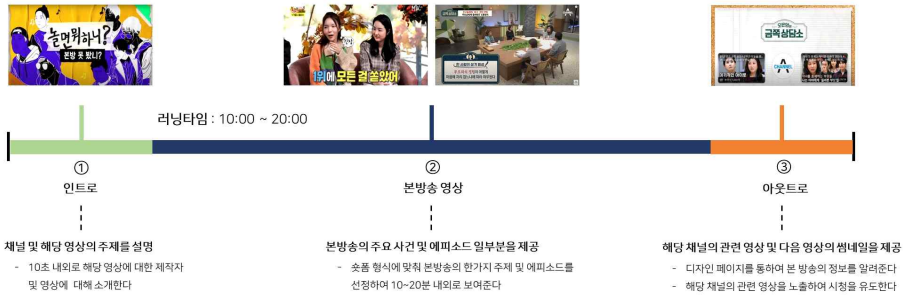 놀면 뭐하니?
본방 못 봤니?
1위에 모든 걸 쏟았어
오은영의
금쪽 상담소
러닝타임 : 10:00 ~ 20:00
①
인트로
②
본방송 영상
③
아웃트로
채널 및 해당 영상의 주제를 설명
- 10초 내외로 해당 영상에 대한 제작자
및 영상에 대해 소개한다
본방송의 주요 사건 및 에피소드 일부분을 제공
- 숏폼 형식에 맞춰 본방송의 한가지 주제 및 에피소드를
선정하여 10~20분 내외로 보여준다
해당 채널의 관련 영상 및 다음 영상의 썸네일을 제공
- 디자인 페이지를 통하여 본 방송의 정보를 알려준다
- 해당 채널의 관련 영상을 노출하여 시청을 유도한다